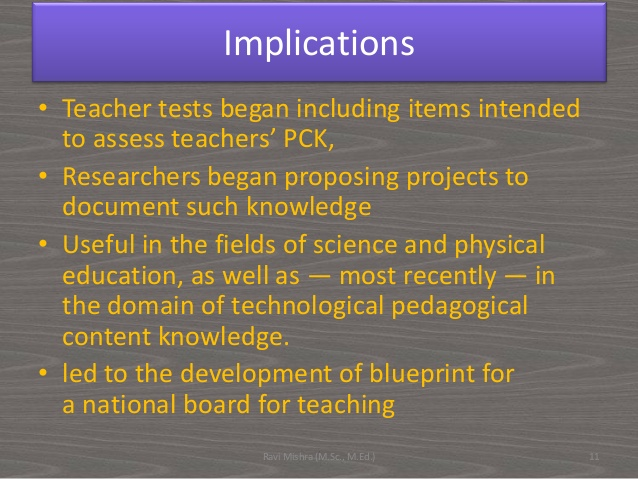 Implications
• Teacher tests began including items intended
to assess teachers’ PCK,
• Researchers began proposing projects to
document such knowledge
• Useful in the fields of science and physical
education, as well as — most recently — in
the domain of technological pedagogical
content knowledge.
• led to the development of blueprint for
a national board for teaching
Ravi Mishra (M.Sc., M.Ed.)
11